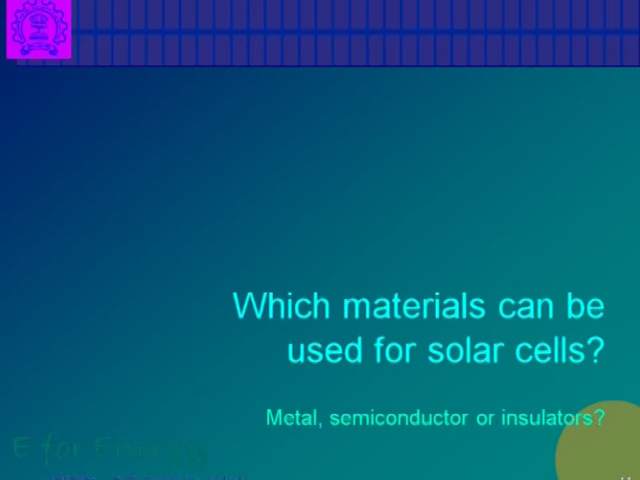 Which materials can be
used for solar cells?
Metal, semiconductor or insulators?
E for Energy